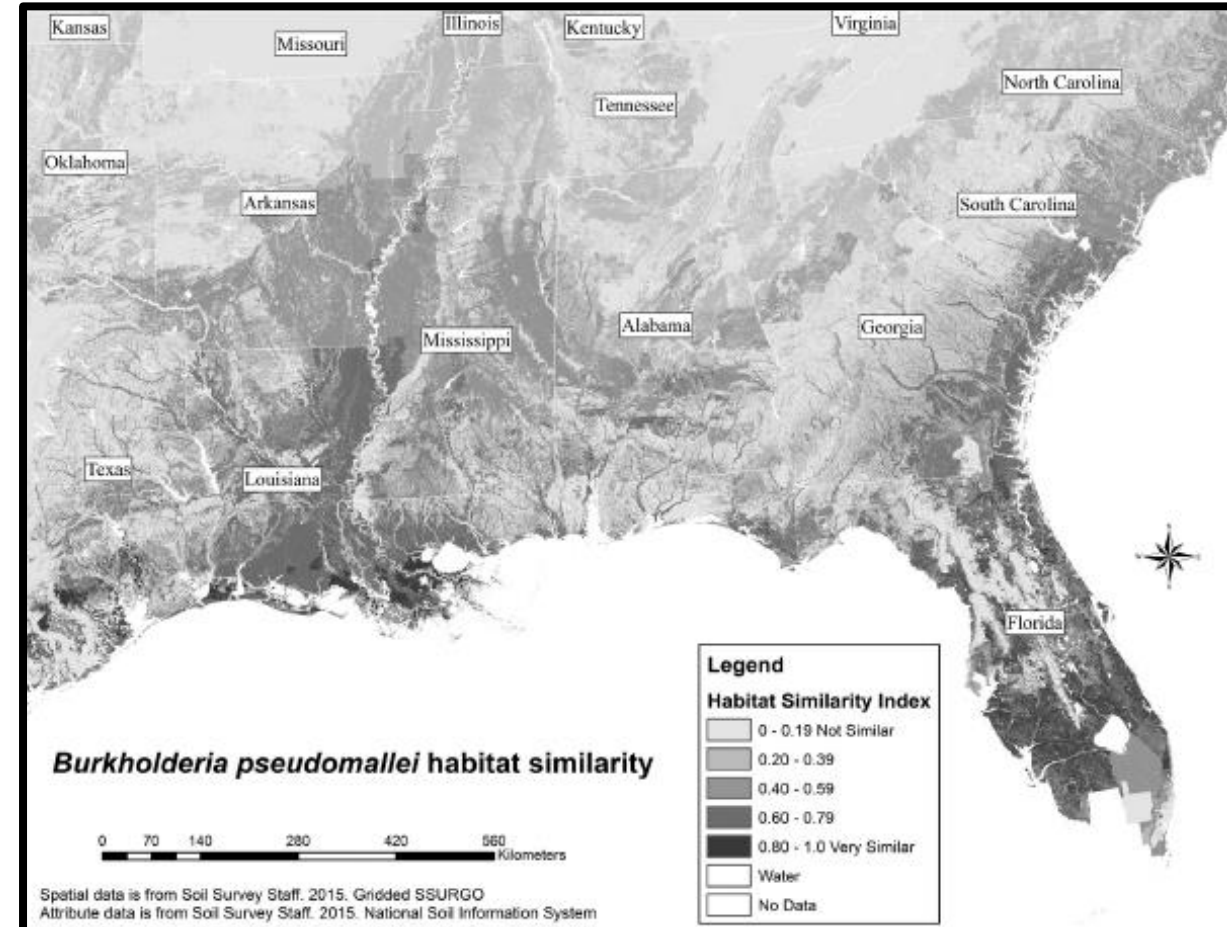 Kansas
Missouri
Illinois
Kentucky
Virginia
North Carolina
Tennessee
Oklahoma
Arkansas
South Carolina
Mississippi
Alabama
Georgia
Texas
Louisiana
Florida
Legend
Habitat Similarity Index
0 - 0.19 Not Similar
0.20 - 0.39
0.40 - 0.59
0.60 - 0.79
0.80 - 1.0 Very Similar
Water
No Data
Burkholderia pseudomallei habitat similarity
0 70 140 280 420 560
Kilometers
Spatial data is from Soil Survey Staff. 2015. Gridded SSURGO
Attribute data is from Soil Survey Staff. 2015. National Soil Information System